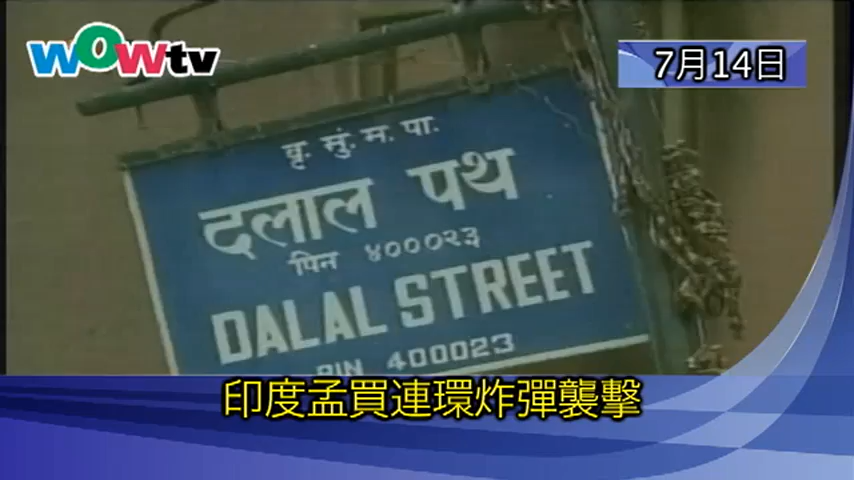 wowtv
7月14日
बृ. मुं. म. पा.
दलाल पथ
पिन ४०००२३
DALAL STREET
PIN 400023
印度孟買連環炸彈襲擊